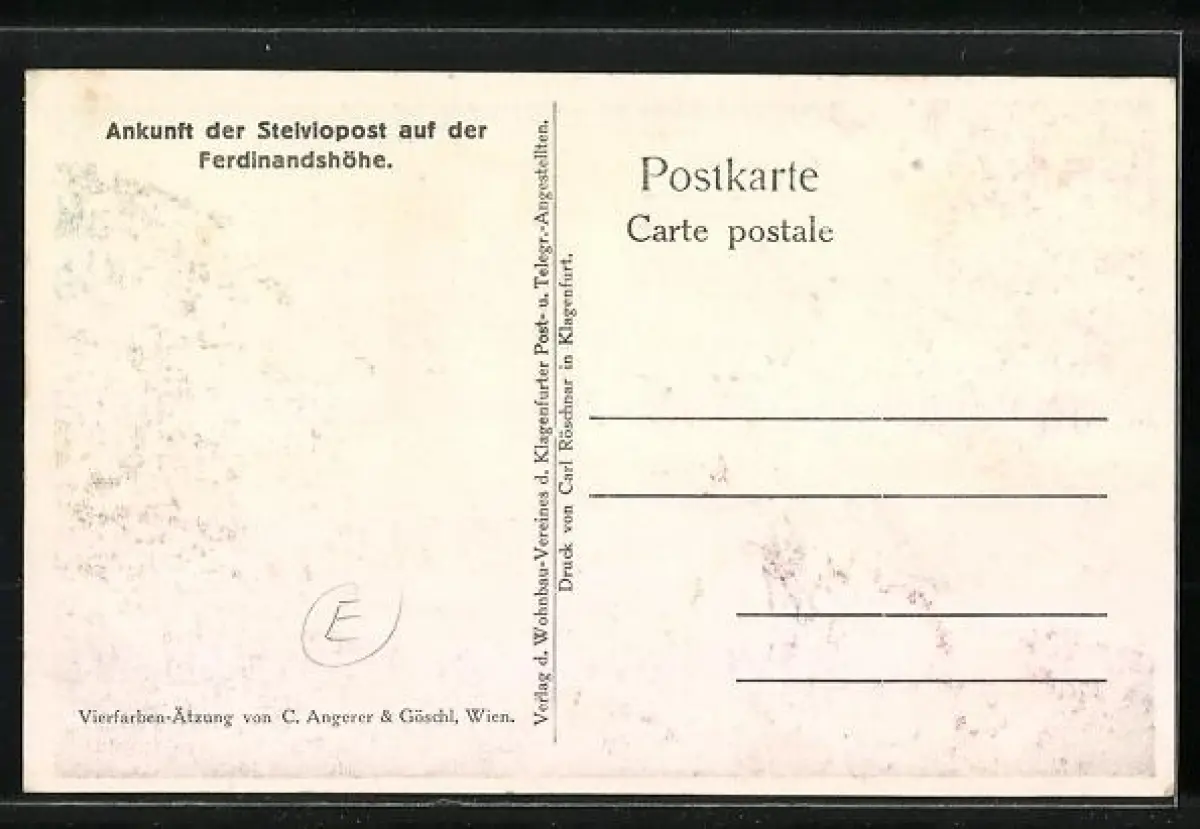 Ankunft der Stelviopost auf der
Ferdinandshöhe.
E
Vierfarben-Ätzung von C. Angerer & Göschl, Wien.
Verlag d. Wohnbau-Vereines d. Klagenfurter Post- u. Telegr.-Angestellten.
Druck von Carl Röschnar in Klagenfurt.
Postkarte
Carte postale